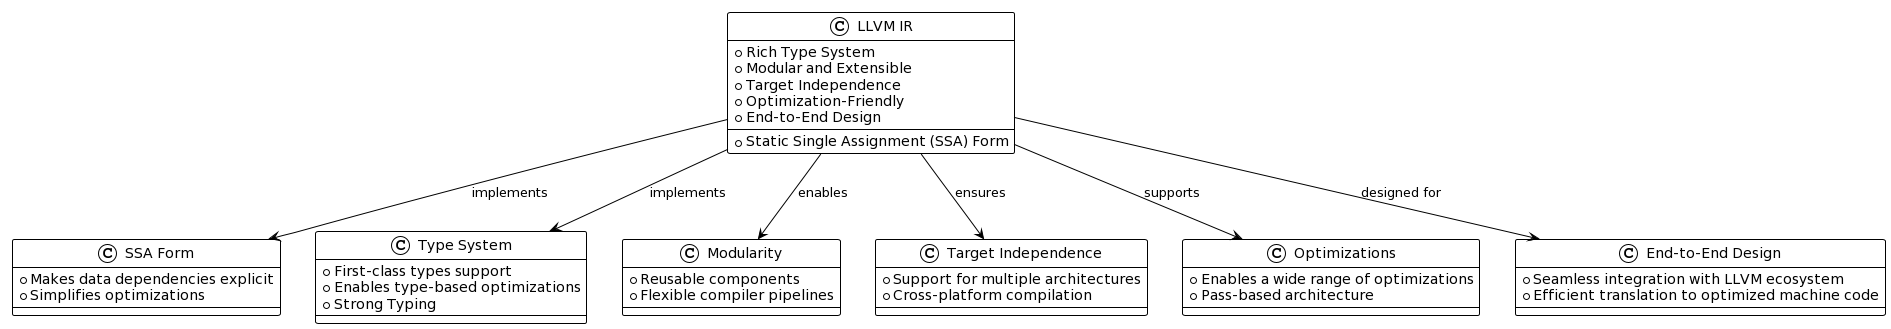 C LLVM IR
Rich Type System
Modular and Extensible
Target Independence
Optimization-Friendly
End-to-End Design
Static Single Assignment (SSA) Form
implements
implements
enables
ensures
supports
designed for
C SSA Form
Makes data dependencies explicit
Simplifies optimizations
C Type System
First-class types support
Enables type-based optimizations
Strong Typing
C Modularity
Reusable components
Flexible compiler pipelines
C Target Independence
Support for multiple architectures
Cross-platform compilation
C Optimizations
Enables a wide range of optimizations
Pass-based architecture
C End-to-End Design
Seamless integration with LLVM ecosystem
Efficient translation to optimized machine code